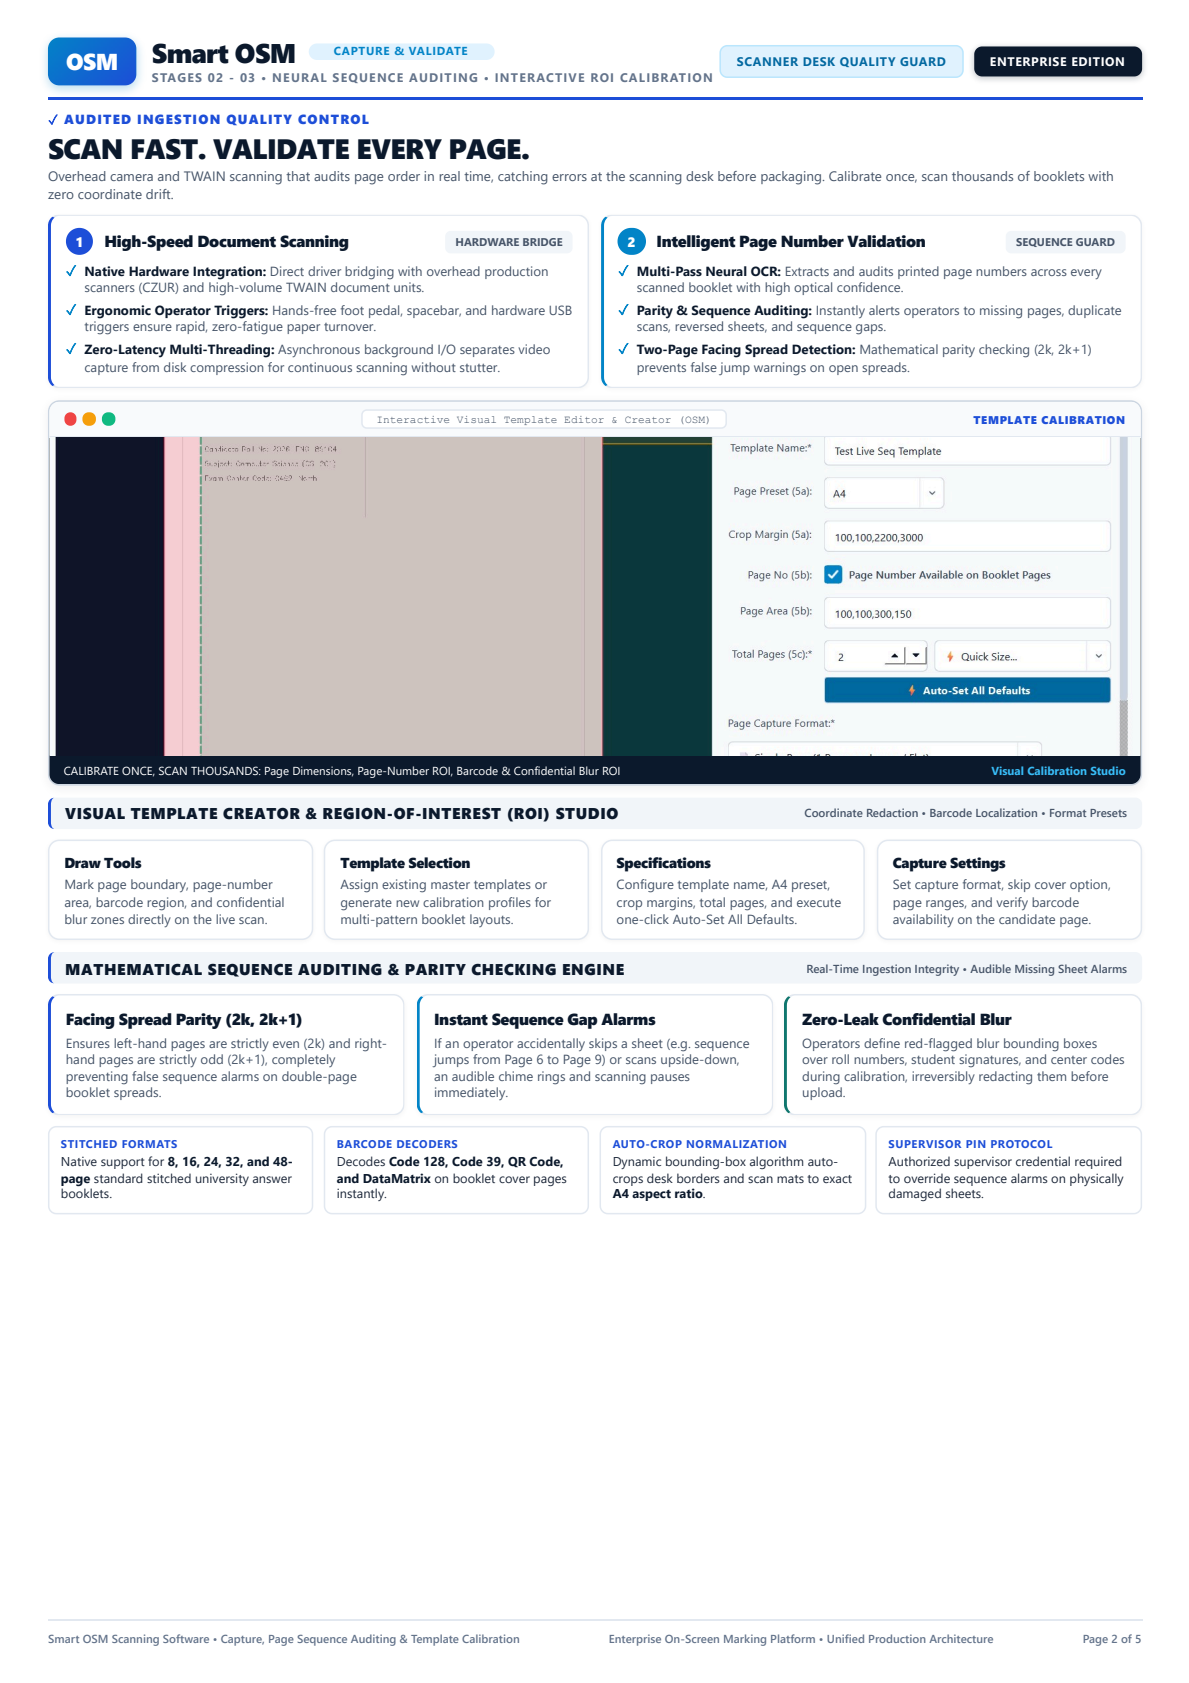 OSM
Smart OSM
CAPTURE & VALIDATE
STAGES 02 - 03 • NEURAL SEQUENCE AUDITING • INTERACTIVE ROI CALIBRATION
SCANNER DESK QUALITY GUARD
ENTERPRISE EDITION
✓ AUDITED INGESTION QUALITY CONTROL
SCAN FAST. VALIDATE EVERY PAGE.
Overhead camera and TWAIN scanning that audits page order in real time, catching errors at the scanning desk before packaging. Calibrate once, scan thousands of booklets with
zero coordinate drift.
1 High-Speed Document Scanning
HARDWARE BRIDGE
✓ Native Hardware Integration: Direct driver bridging with overhead production
scanners (CZUR) and high-volume TWAIN document units.
✓ Ergonomic Operator Triggers: Hands-free foot pedal, spacebar, and hardware USB
triggers ensure rapid, zero-fatigue paper turnover.
✓ Zero-Latency Multi-Threading: Asynchronous background I/O separates video
capture from disk compression for continuous scanning without stutter.
2 Intelligent Page Number Validation
SEQUENCE GUARD
✓ Multi-Pass Neural OCR: Extracts and audits printed page numbers across every
scanned booklet with high optical confidence.
✓ Parity & Sequence Auditing: Instantly alerts operators to missing pages, duplicate
scans, reversed sheets, and sequence gaps.
✓ Two-Page Facing Spread Detection: Mathematical parity checking (2k, 2k+1)
prevents false jump warnings on open spreads.
Interactive Visual Template Editor & Creator (OSM)
TEMPLATE CALIBRATION
Candidate Roll No: 2026
Subject: Computer Science (CS
Exam Center Code: North
Template Name:*
Test Live Seq Template
Page Preset (5a):
A4
Crop Margin (5a):
100,100,2200,3000
Page No (5b):
Page Number Available on Booklet Pages
Page Area (5b):
100,100,300,150
Total Pages (5c):*
2
Quick Size...
Auto-Set All Defaults
Page Capture Format:*
CALIBRATE ONCE, SCAN THOUSANDS: Page Dimensions, Page-Number ROI, Barcode & Confidential Blur ROI
Visual Calibration Studio
VISUAL TEMPLATE CREATOR & REGION-OF-INTEREST (ROI) STUDIO
Coordinate Redaction • Barcode Localization • Format Presets
Draw Tools
Mark page boundary, page-number
area, barcode region, and confidential
blur zones directly on the live scan.
Template Selection
Assign existing master templates or
generate new calibration profiles for
multi-pattern booklet layouts.
Specifications
Configure template name, A4 preset,
crop margins, total pages, and execute
one-click Auto-Set All Defaults.
Capture Settings
Set capture format, skip cover option,
page ranges, and verify barcode
availability on the candidate page.
MATHEMATICAL SEQUENCE AUDITING & PARITY CHECKING ENGINE
Real-Time Ingestion Integrity • Audible Missing Sheet Alarms
Facing Spread Parity (2k, 2k+1)
Ensures left-hand pages are strictly even (2k) and right-
hand pages are strictly odd (2k+1), completely
preventing false sequence alarms on double-page
booklet spreads.
Instant Sequence Gap Alarms
If an operator accidentally skips a sheet (e.g. sequence
jumps from Page 6 to Page 9) or scans upside-down,
an audible chime rings and scanning pauses
immediately.
Zero-Leak Confidential Blur
Operators define red-flagged blur bounding boxes
over roll numbers, student signatures, and center codes
during calibration, irreversibly redacting them before
upload.
STITCHED FORMATS
Native support for 8, 16, 24, 32, and 48-
page standard stitched university answer
booklets.
BARCODE DECODERS
Decodes Code 128, Code 39, QR Code,
and DataMatrix on booklet cover pages
instantly.
AUTO-CROP NORMALIZATION
Dynamic bounding-box algorithm auto-
crops desk borders and scan mats to exact
A4 aspect ratio.
SUPERVISOR PIN PROTOCOL
Authorized supervisor credential required
to override sequence alarms on physically
damaged sheets.
Smart OSM Scanning Software • Capture, Page Sequence Auditing & Template Calibration
Enterprise On-Screen Marking Platform • Unified Production Architecture
Page 2 of 5